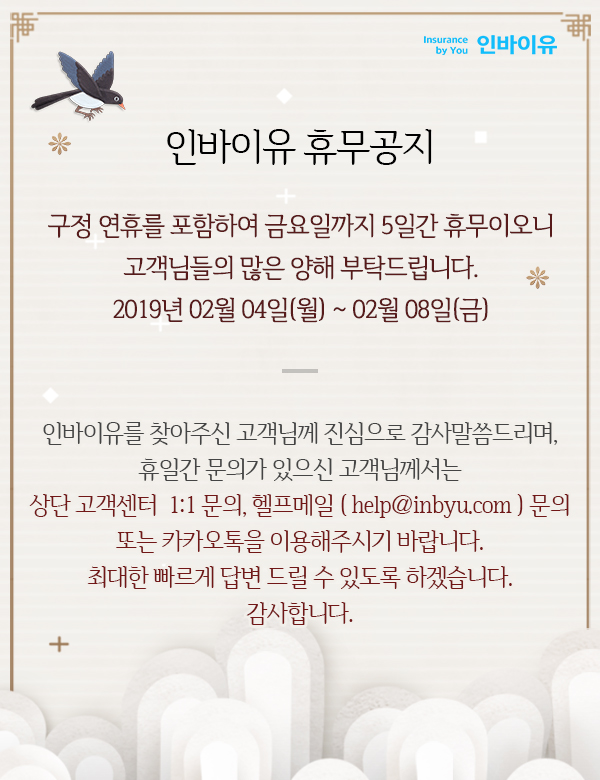 Insurance
by You 인바이유
인바이유 휴무공지
구정 연휴를 포함하여 금요일까지 5일간 휴무이오니
고객님들의 많은 양해 부탁드립니다.
2019년 02월 04일(월) ~ 02월 08일(금)
인바이유를 찾아주신 고객님께 진심으로 감사말씀드리며,
휴일간 문의가 있으신 고객님께서는
상단 고객센터 1:1 문의, 헬프메일 ( help@inbyu.com ) 문의
또는 카카오톡을 이용해주시기 바랍니다.
최대한 빠르게 답변 드릴 수 있도록 하겠습니다.
감사합니다.